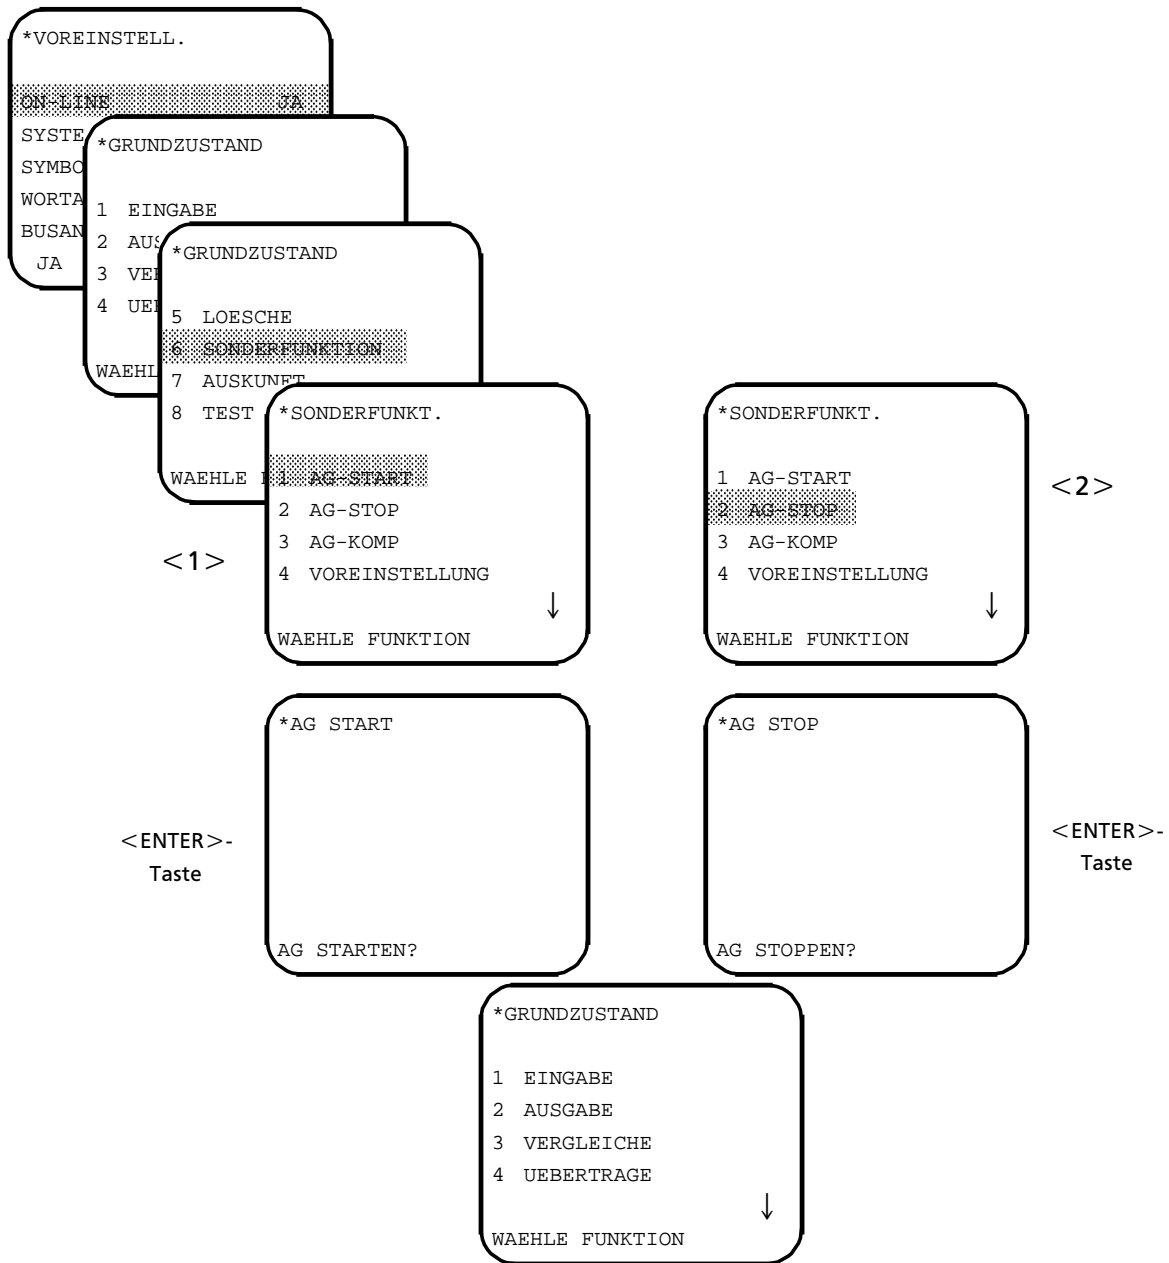 *VOREINSTELL.
ON-LINE JA
SYSTE
SYMBO
WORTA
BUSAN
JA
*GRUNDZUSTAND
1 EINGABE
2 AUS
3 VER
4 UEB
WAEHL
*GRUNDZUSTAND
5 LOESCHE
6 SONDERFUNKTION
7 AUSKUNFT
8 TEST
WAEHLE
<1>
*SONDERFUNKT.
1 AG-START
2 AG-STOP
3 AG-KOMP
4 VOREINSTELLUNG
↓
WAEHLE FUNKTION
*SONDERFUNKT.
1 AG-START
2 AG-STOP
3 AG-KOMP
4 VOREINSTELLUNG
↓
WAEHLE FUNKTION
<2>
<ENTER>-
Taste
*AG START
AG STARTEN?
*AG STOP
AG STOPPEN?
<ENTER>-
Taste
*GRUNDZUSTAND
1 EINGABE
2 AUSGABE
3 VERGLEICHE
4 UEBERTRAGE
↓
WAEHLE FUNKTION